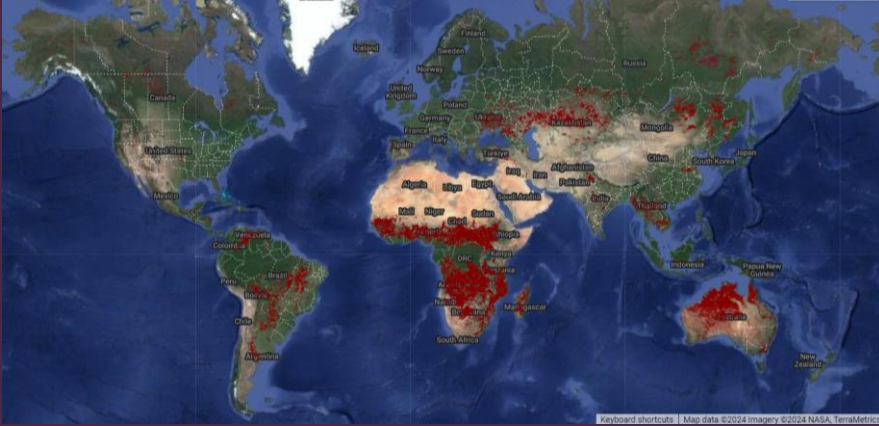 Finland
Iceland
Sweden
Russia
Norway
Canada
United
Kingdom
Poland
Germany
Ukraine
Kazakhstan
Mongolia
France
Italy
United States
Spain
Türkiye
China
South Korea
Japan
Iraq
Iran
Afghanistan
Pakistan
Algeria
Libya
Egypt
Saudi Arabia
India
Mexico
Mali
Niger
Chad
Sudan
Thailand
Venezuela
Colombia
Ethiopia
Kenya
DRC
Indonesia
Papua New
Guinea
Peru
Brazil
Bolivia
Tanzania
Angola
Namibia
Botswana
Madagascar
Chile
Australia
South Africa
Argentina
New
Zealand
Keyboard shortcuts
Map data ©2024 Imagery ©2024 NASA, TerraMetrics